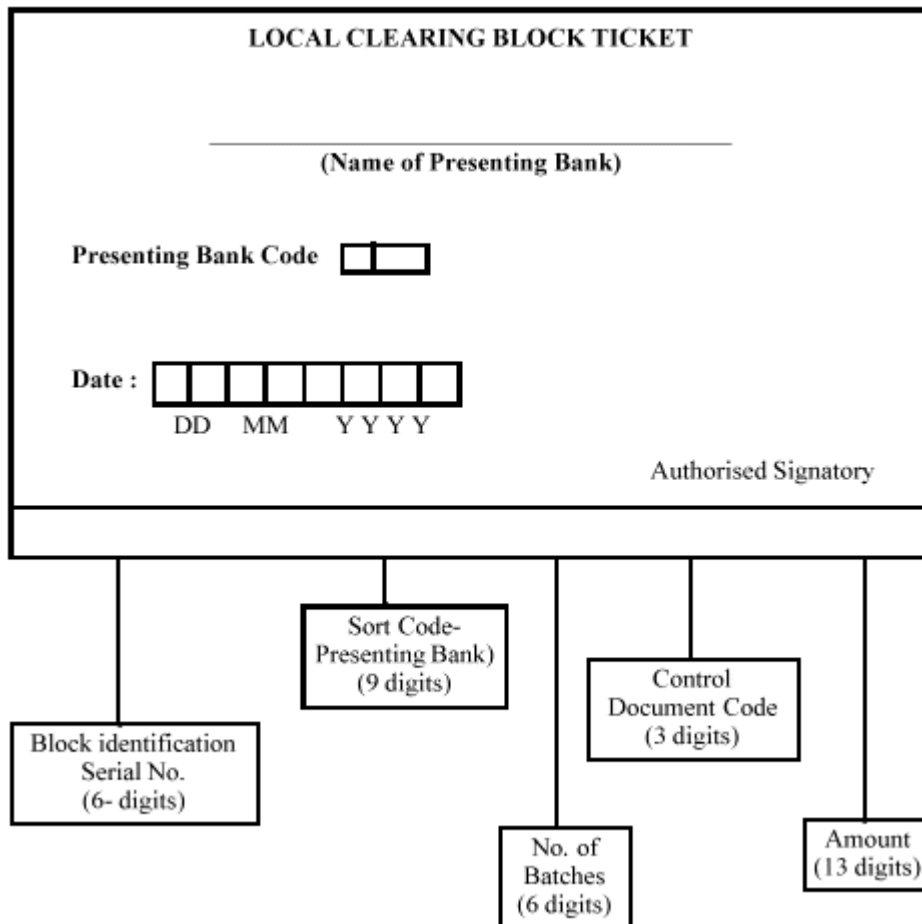 LOCAL CLEARING BLOCK TICKET
(Name of Presenting Bank)
Presenting Bank Code
Date :
DD MM Y Y Y Y
Authorised Signatory
Sort Code-
Presenting Bank)
(9 digits)
Control
Document Code
(3 digits)
Block identification
Serial No.
(6- digits)
No. of
Batches
(6 digits)
Amount
(13 digits)